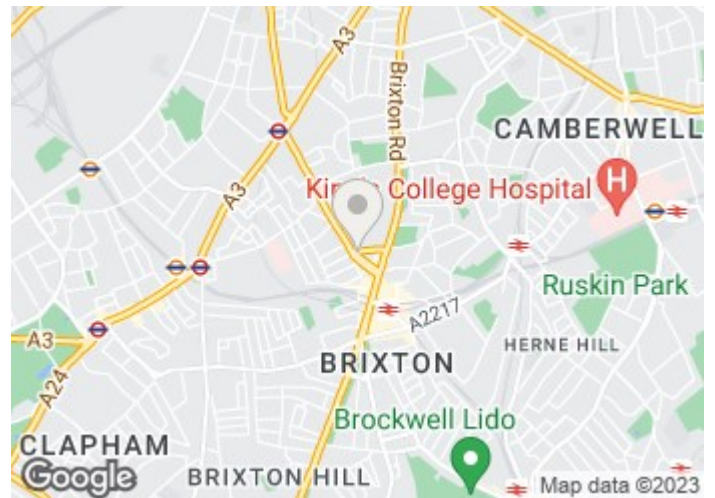 A3
Brixton Rd
CAMBERWELL
A3
King's College Hospital
H
Ruskin Park
A2217
A3
HERNE HILL
BRIXTON
A24
Brockwell Lido
CLAPHAM
BRIXTON HILL
Google
Map data ©2023